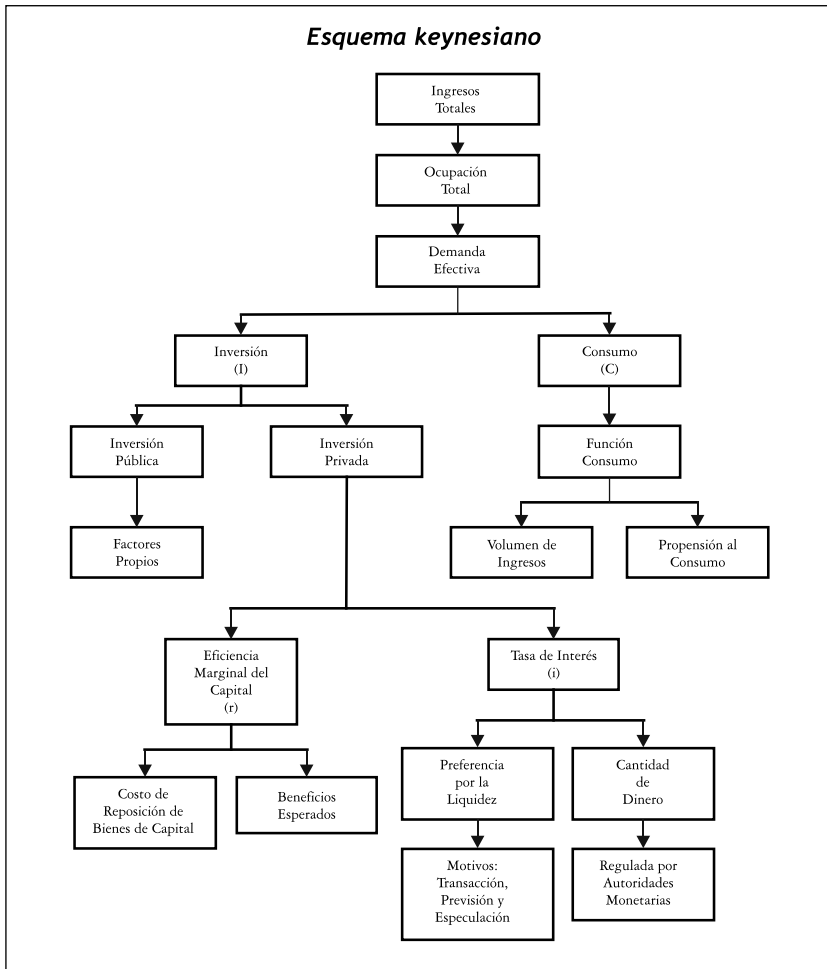 Esquema keynesiano
Ingresos
Totales
Ocupación
Total
Demanda
Efectiva
Inversión
(I)
Consumo
(C)
Inversión
Pública
Inversión
Privada
Función
Consumo
Factores
Propios
Volumen de
Ingresos
Propensión al
Consumo
Eficiencia
Marginal del
Capital
(r)
Tasa de Interés
(i)
Costo de
Reposición de
Bienes de Capital
Beneficios
Esperados
Preferencia
por la
Liquidez
Cantidad
de
Dinero
Motivos:
Transacción,
Previsión y
Especulación
Regulada por
Autoridades
Monetarias